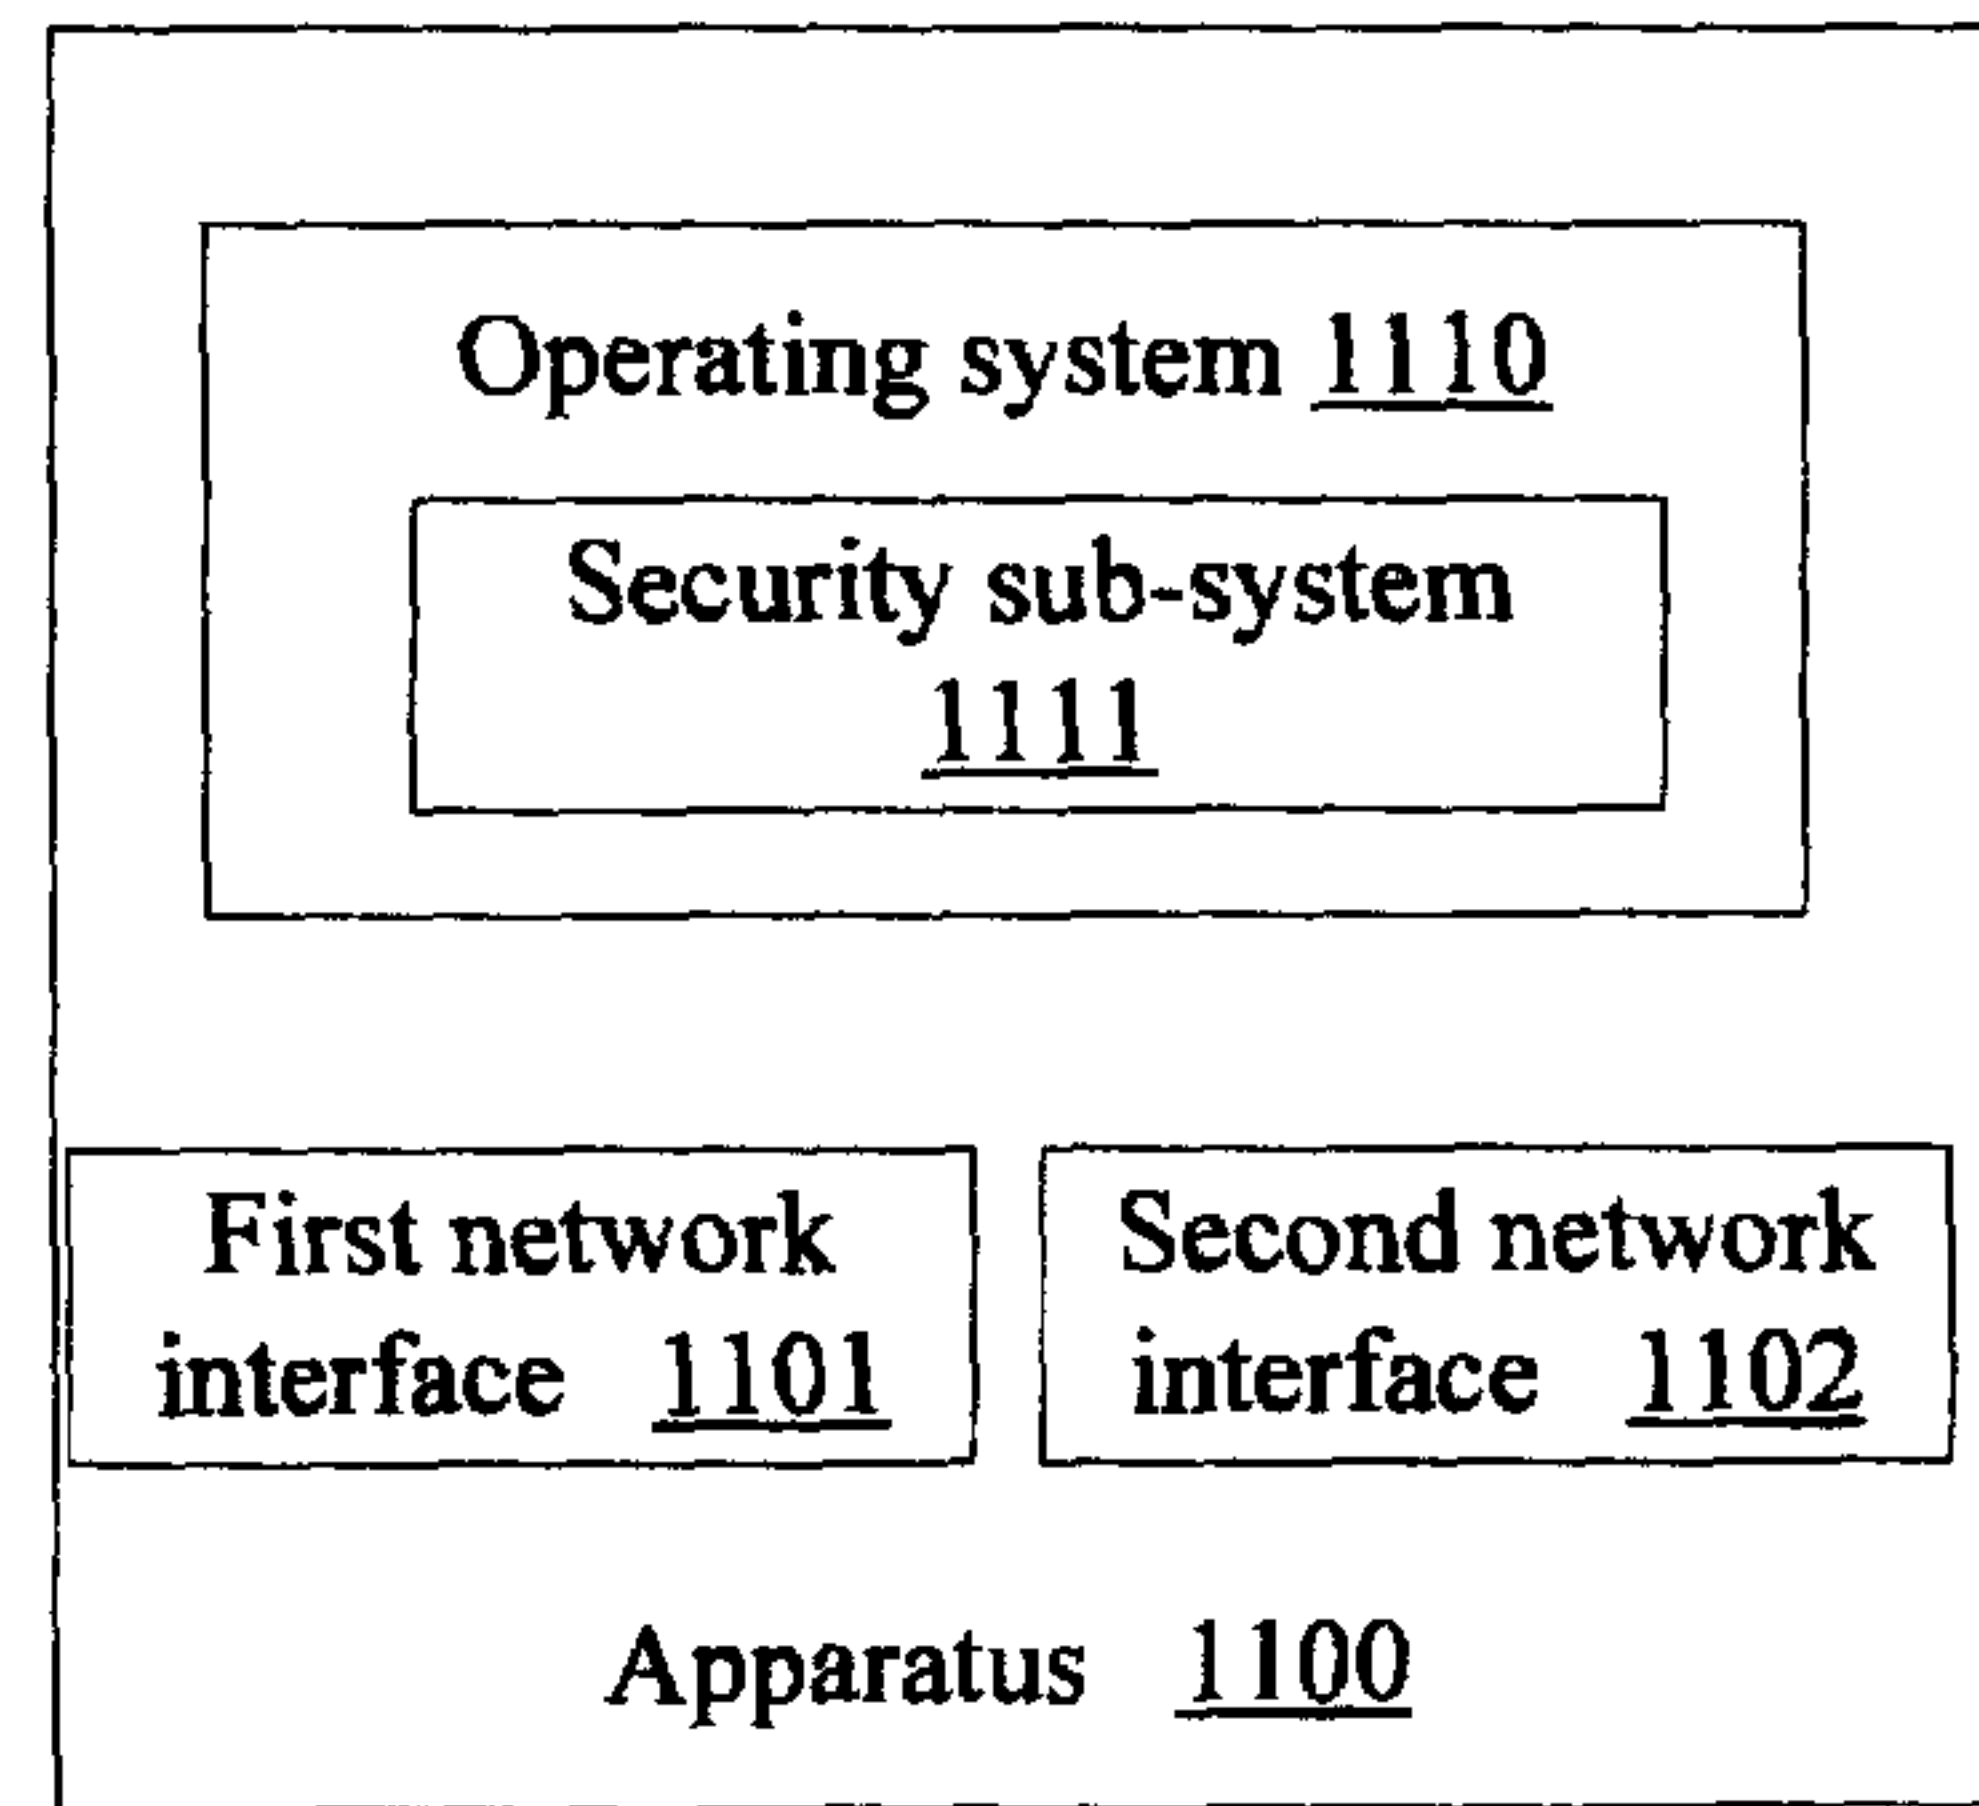 Operating system 1110
Security sub-system
1111
First network
interface 1101
Second network
interface 1102
Apparatus 1100